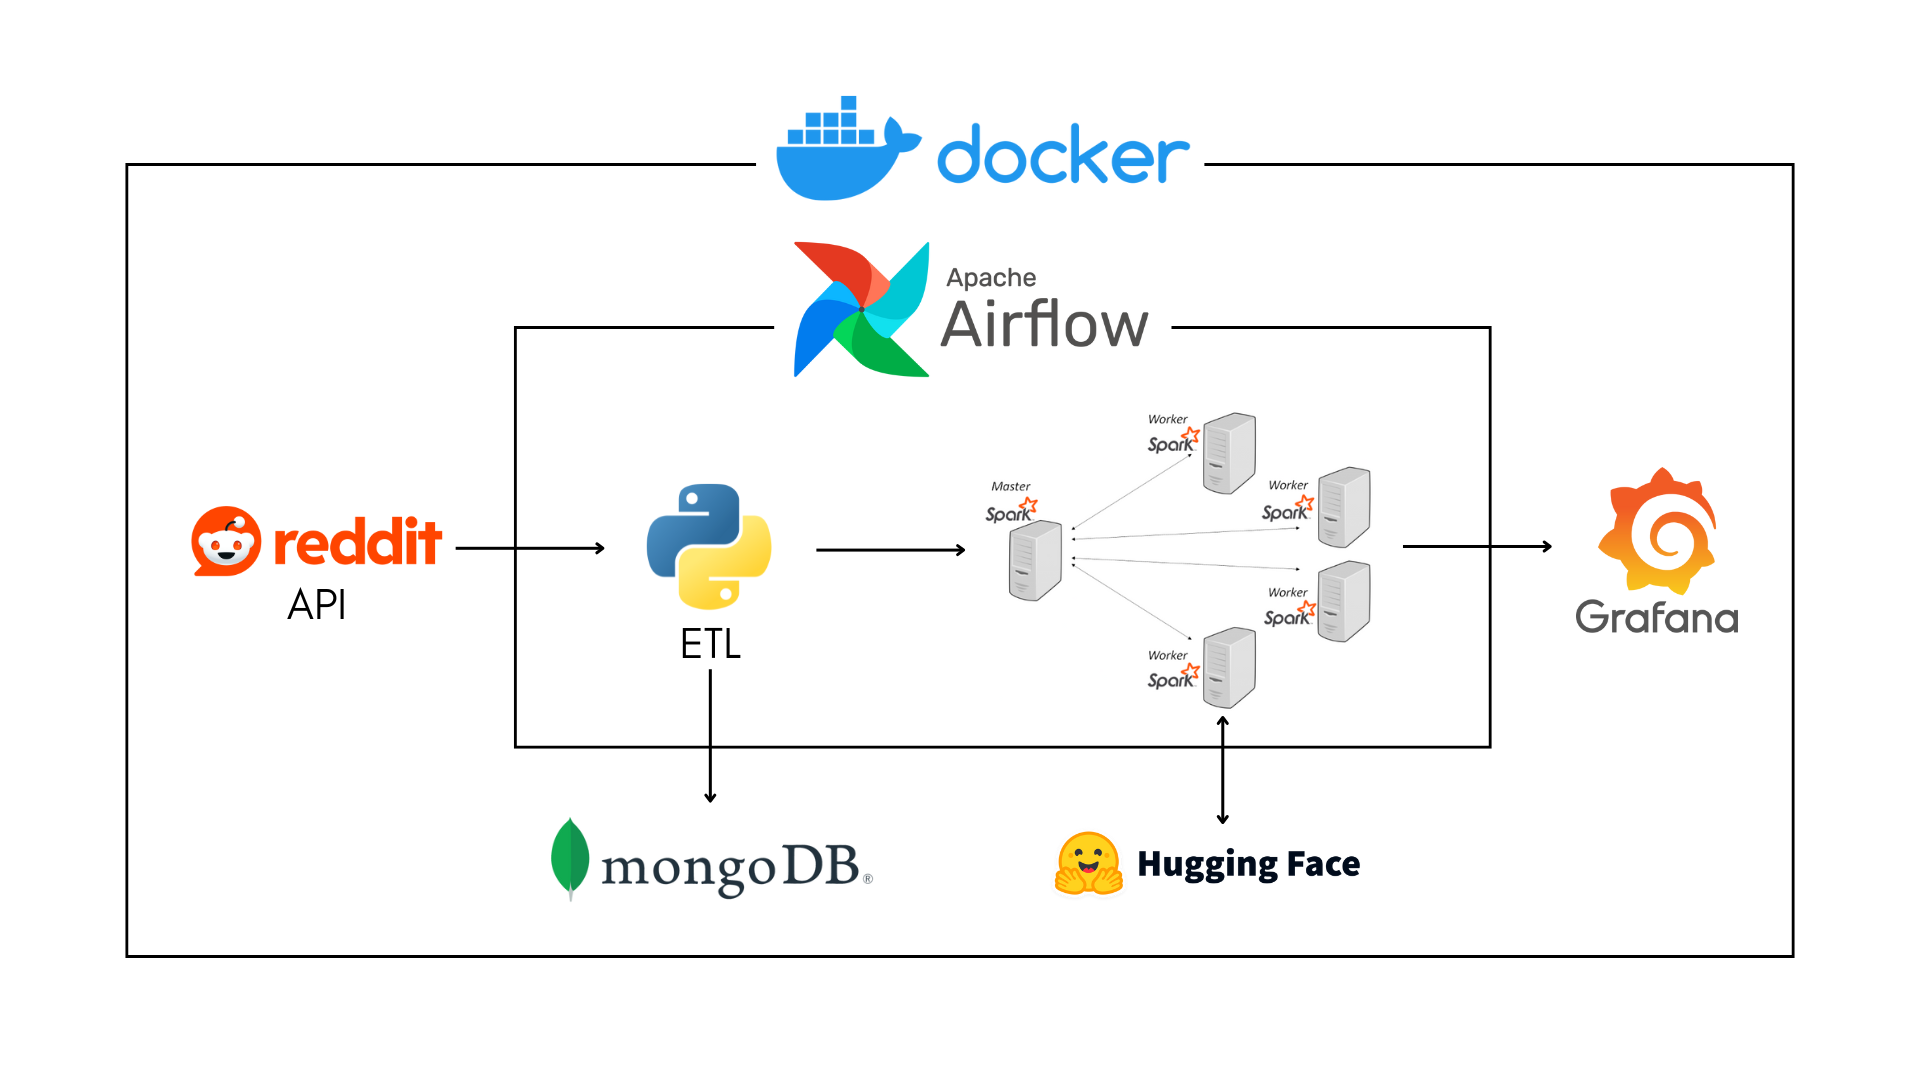 docker
Apache
Airflow
reddit
API
ETL
Master
Spark
Worker
Spark
Worker
Spark
Worker
Spark
Worker
Spark
Grafana
mongoDB®
Hugging Face